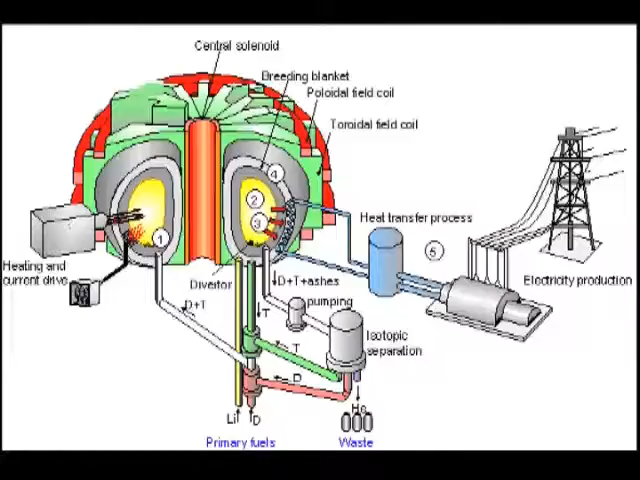 Central solenoid
Breeding blanket
Poloidal field coil
Toroidal field coil
4
2
3
1
Heat transfer process
5
Heating and
current drive
Divertor
D+T+ashes
Electricity production
D+T
T
pumping
Isotopic
separation
T
D
Li
D
He
Primary fuels
Waste